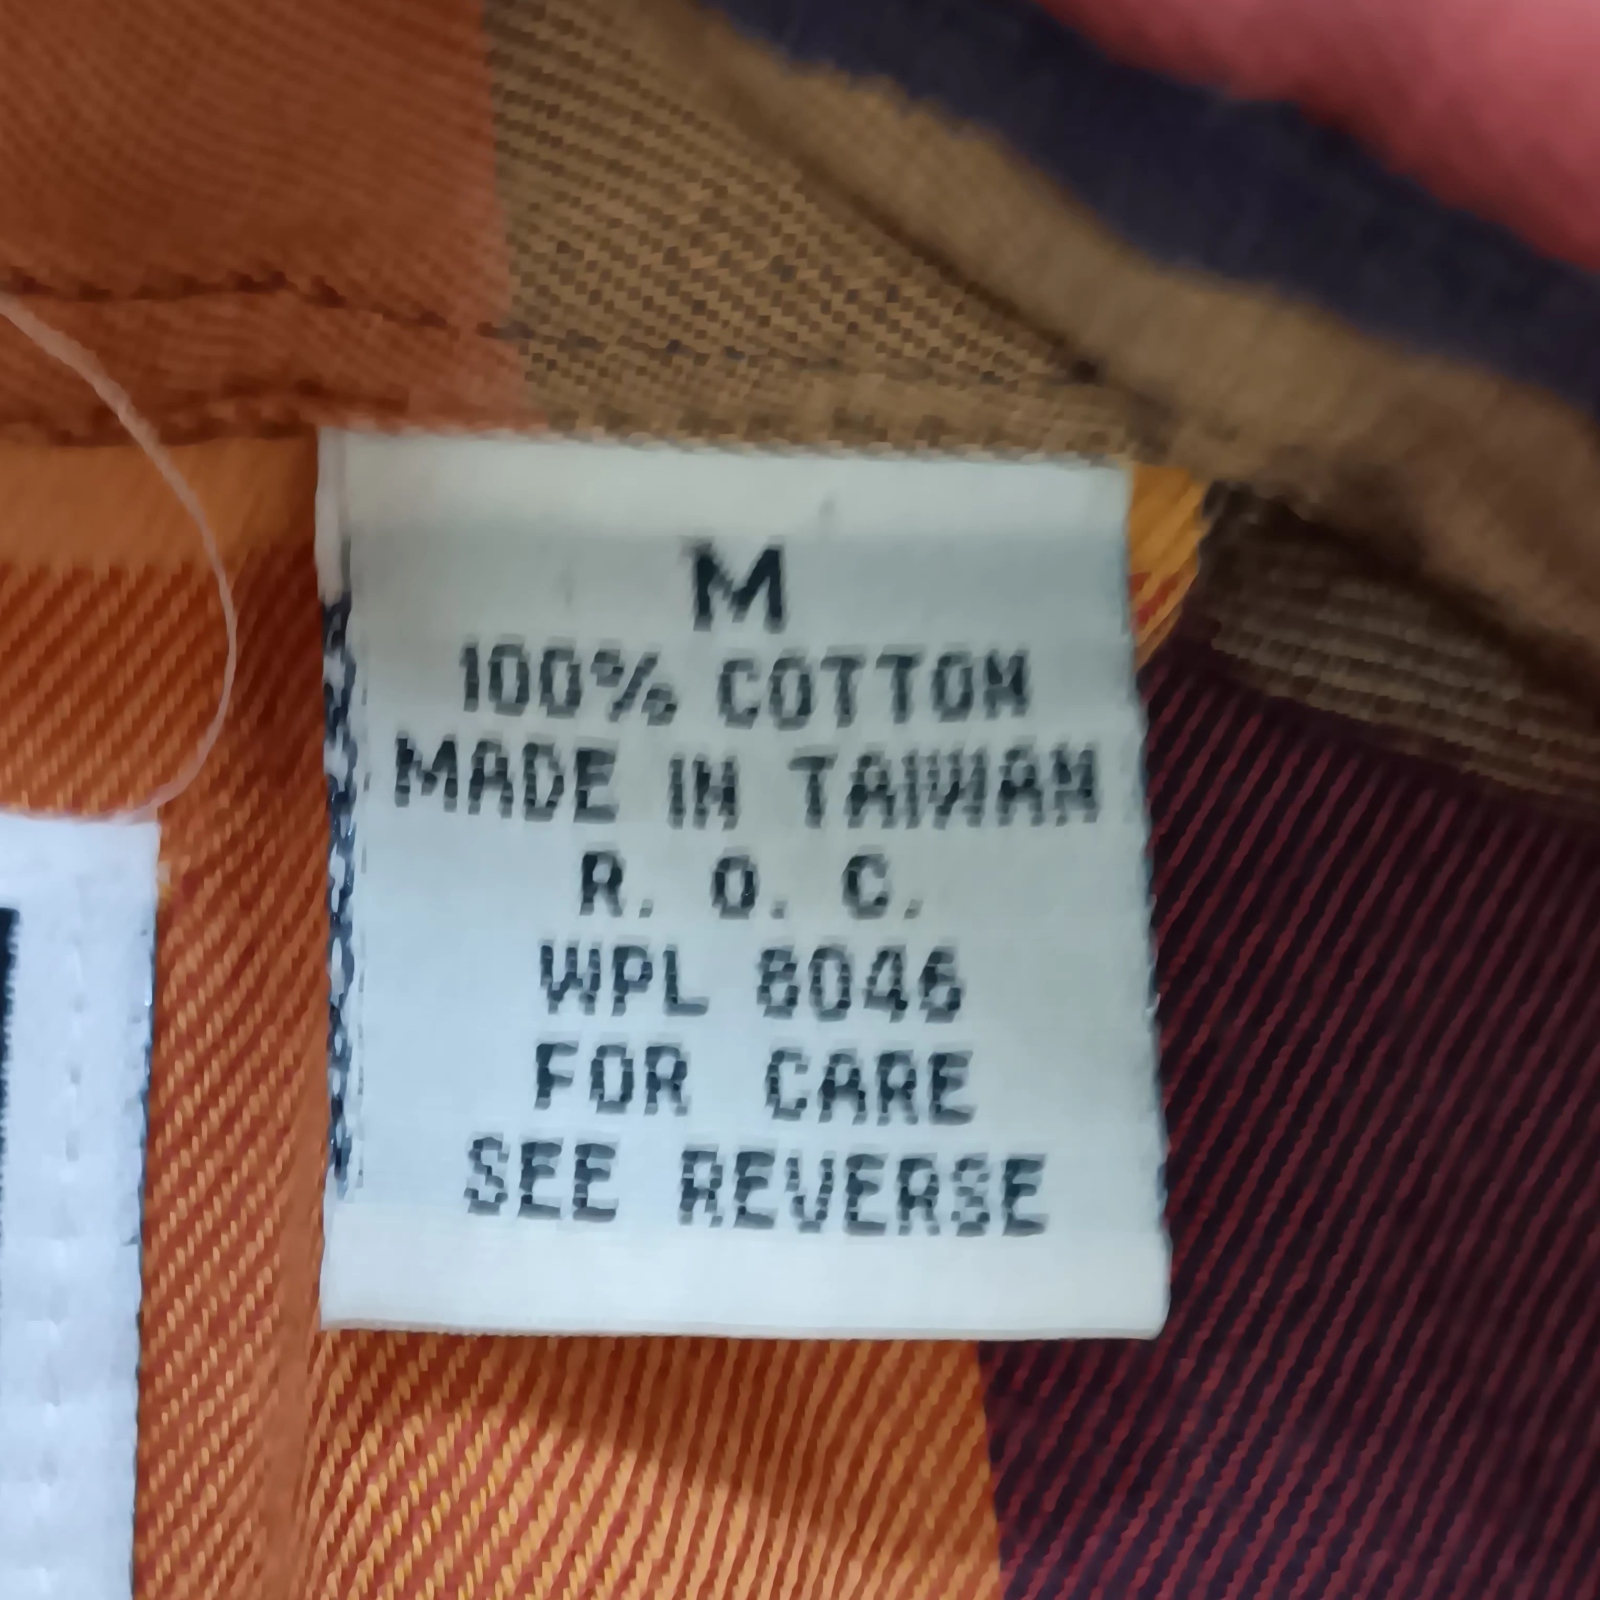 M
100% COTTON
MADE IN TAIWAN
R. O. C.
WPL 8046
FOR CARE
SEE REVERSE